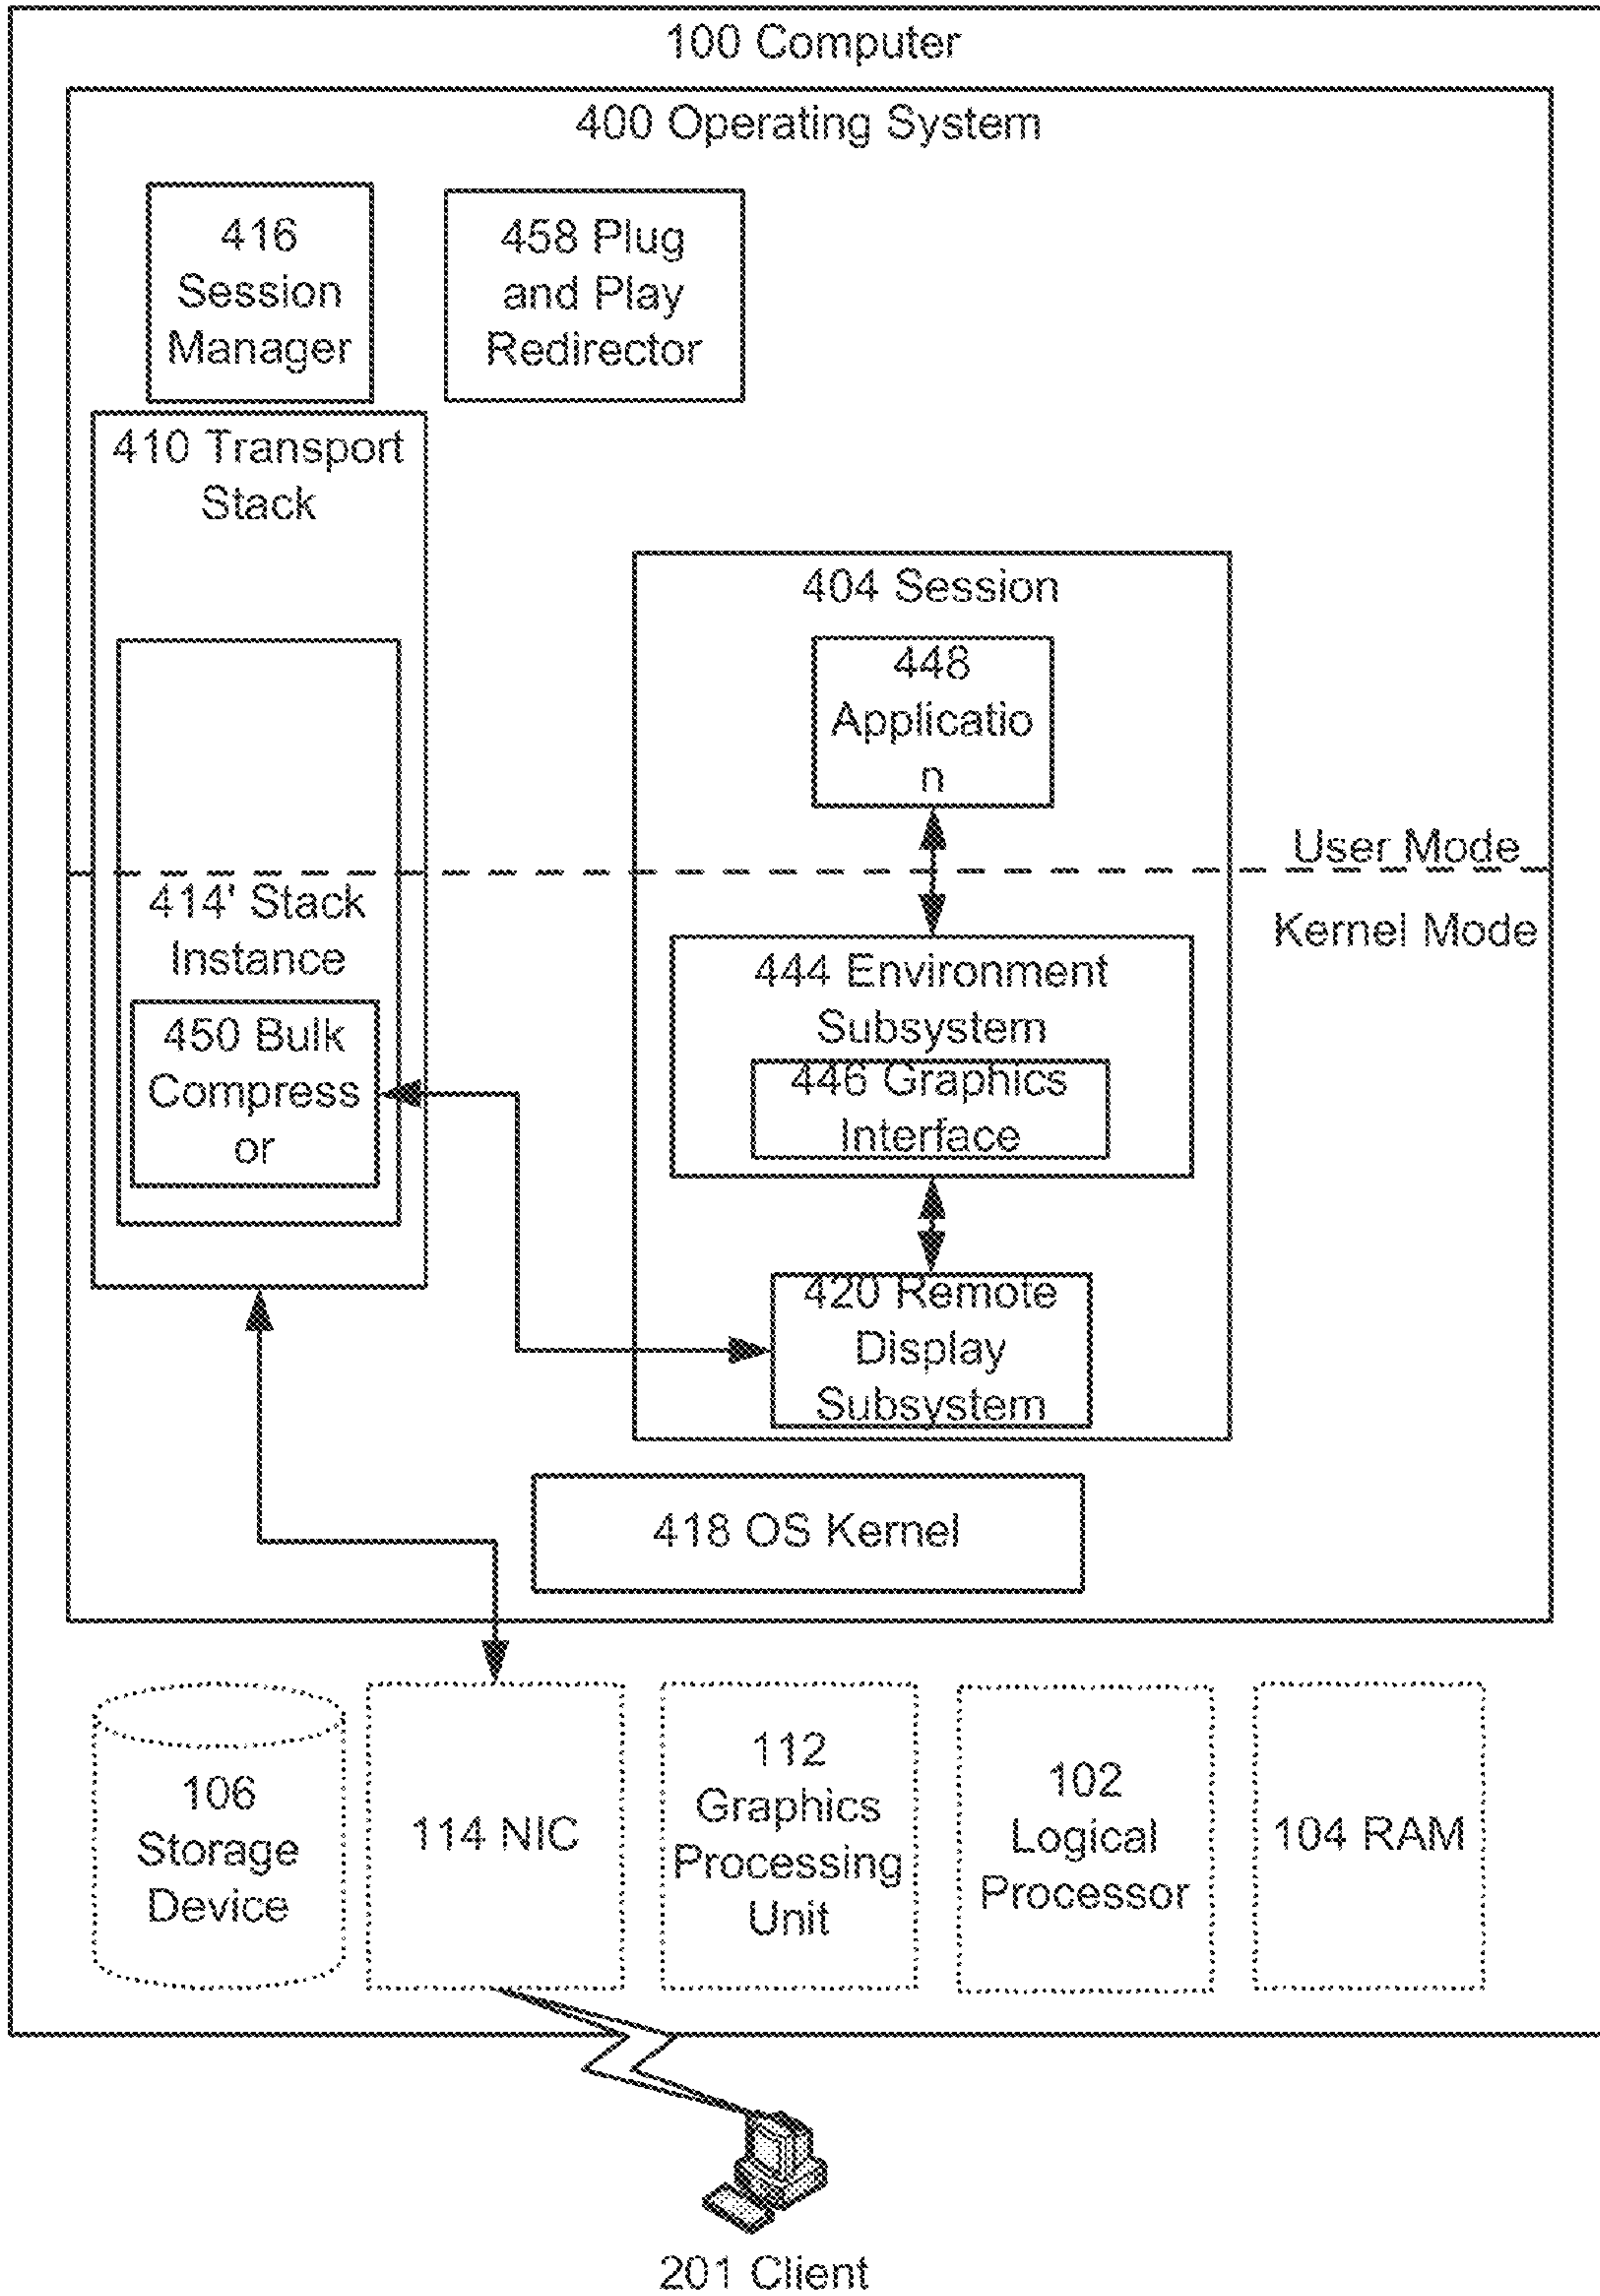 100 Computer
400 Operating System
416
Session
Manager
458 Plug
and Play
Redirector
410 Transport
Stack
404 Session
448
Applicatio
n
User Mode
Kernel Mode
414' Stack
Instance
450 Bulk
Compress
or
444 Environment
Subsystem
446 Graphics
Interface
420 Remote
Display
Subsystem
418 OS Kernel
106
Storage
Device
114 NIC
112
Graphics
Processing
Unit
102
Logical
Processor
104 RAM
201 Client